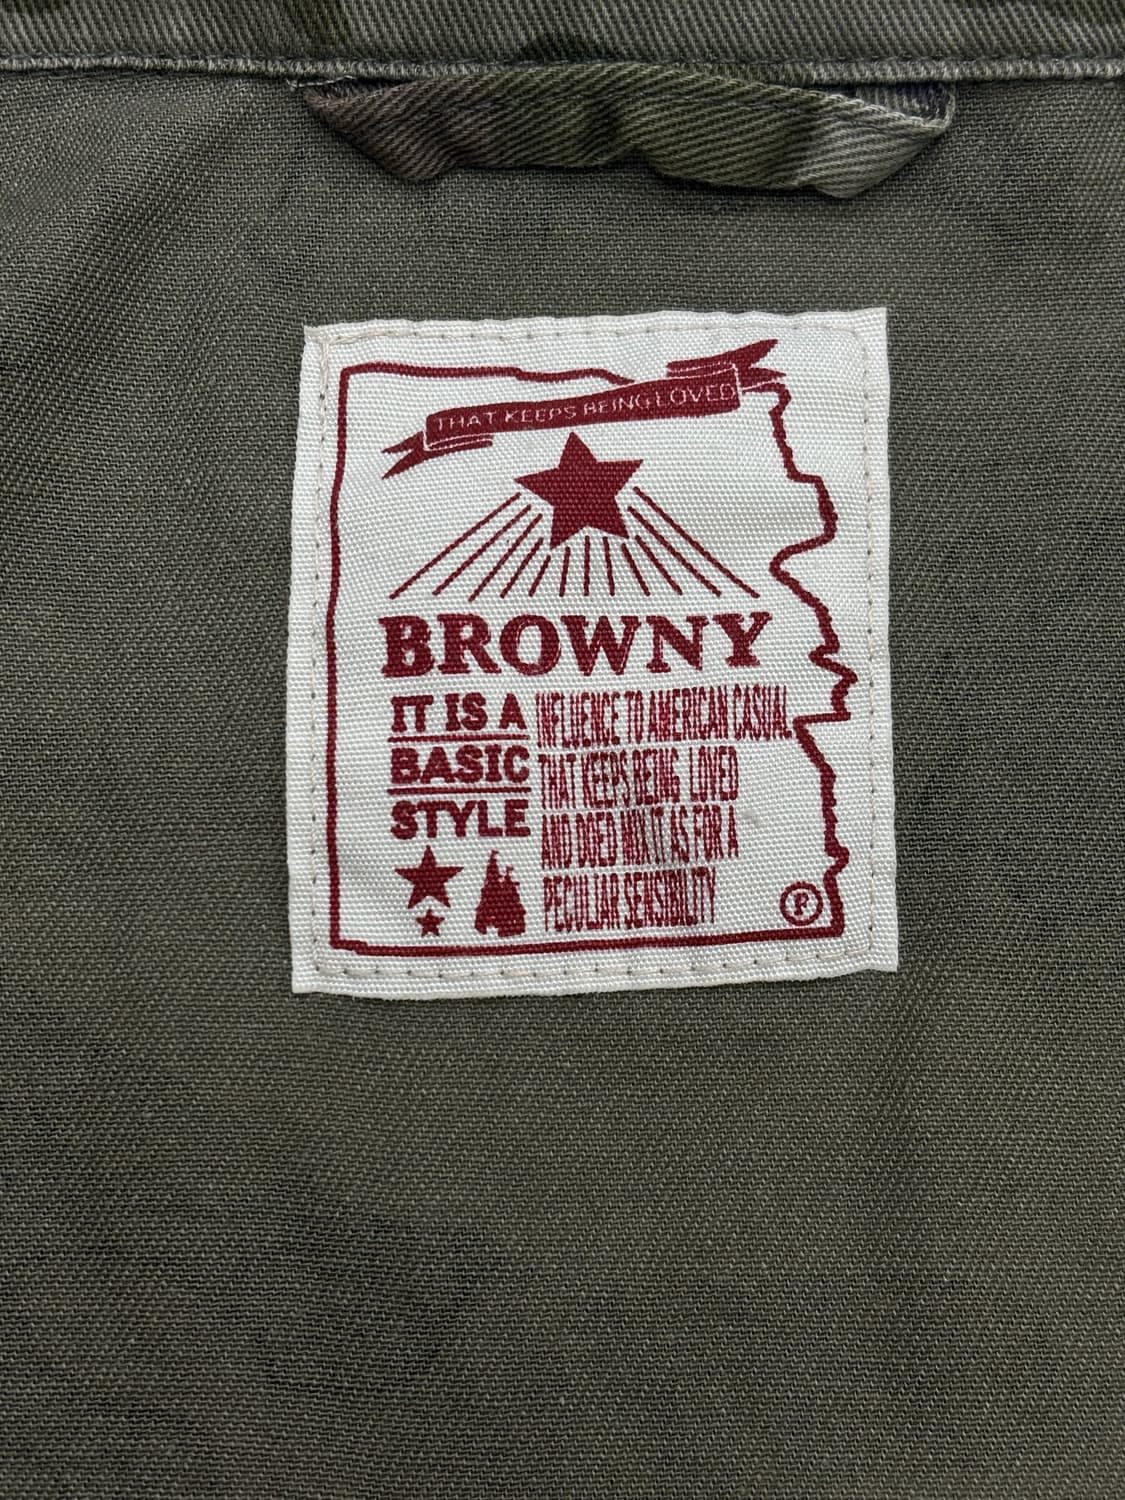 THAT KEEPS BEING LOVED
BROWNY
IT IS A
BASIC
STYLE
INFLUENCE TO AMERICAN CASUAL
THAT KEEPS BEING LOVED
AND DOED MIX IT AS FOR A
PECULIAR SENSIBILITY
F